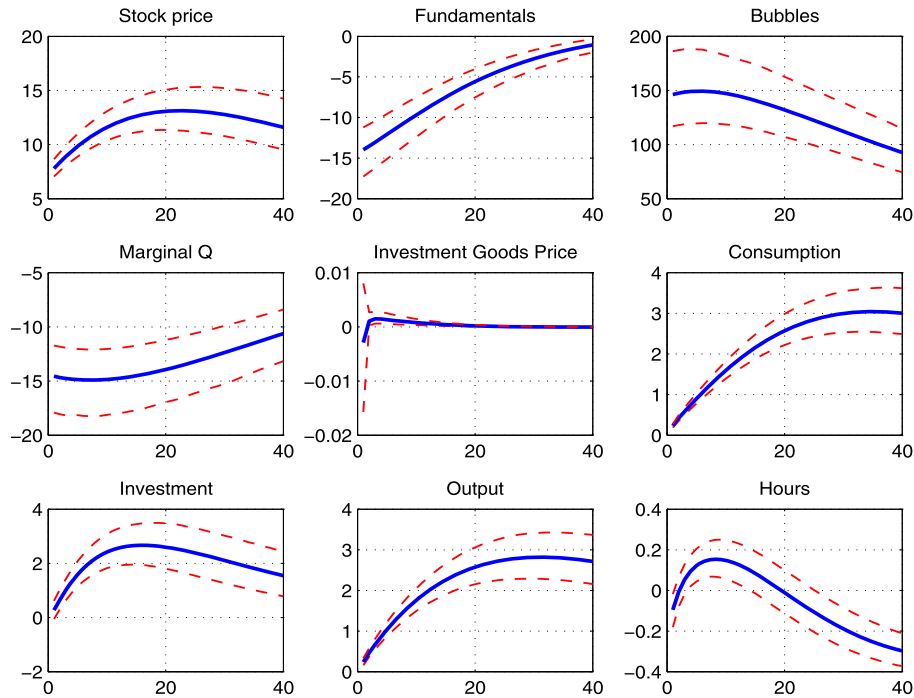 Stock price
20
15
10
5
0 20 40
Fundamentals
0
−5
−10
−15
−20
0 20 40
Bubbles
200
150
100
50
0 20 40
Marginal Q
−5
−10
−15
−20
0 20 40
Investment Goods Price
0.01
0
−0.01
−0.02
0 20 40
Consumption
4
3
2
1
0
0 20 40
Investment
4
2
0
−2
0 20 40
Output
4
3
2
1
0
0 20 40
Hours
0.4
0.2
0
−0.2
−0.4
0 20 40